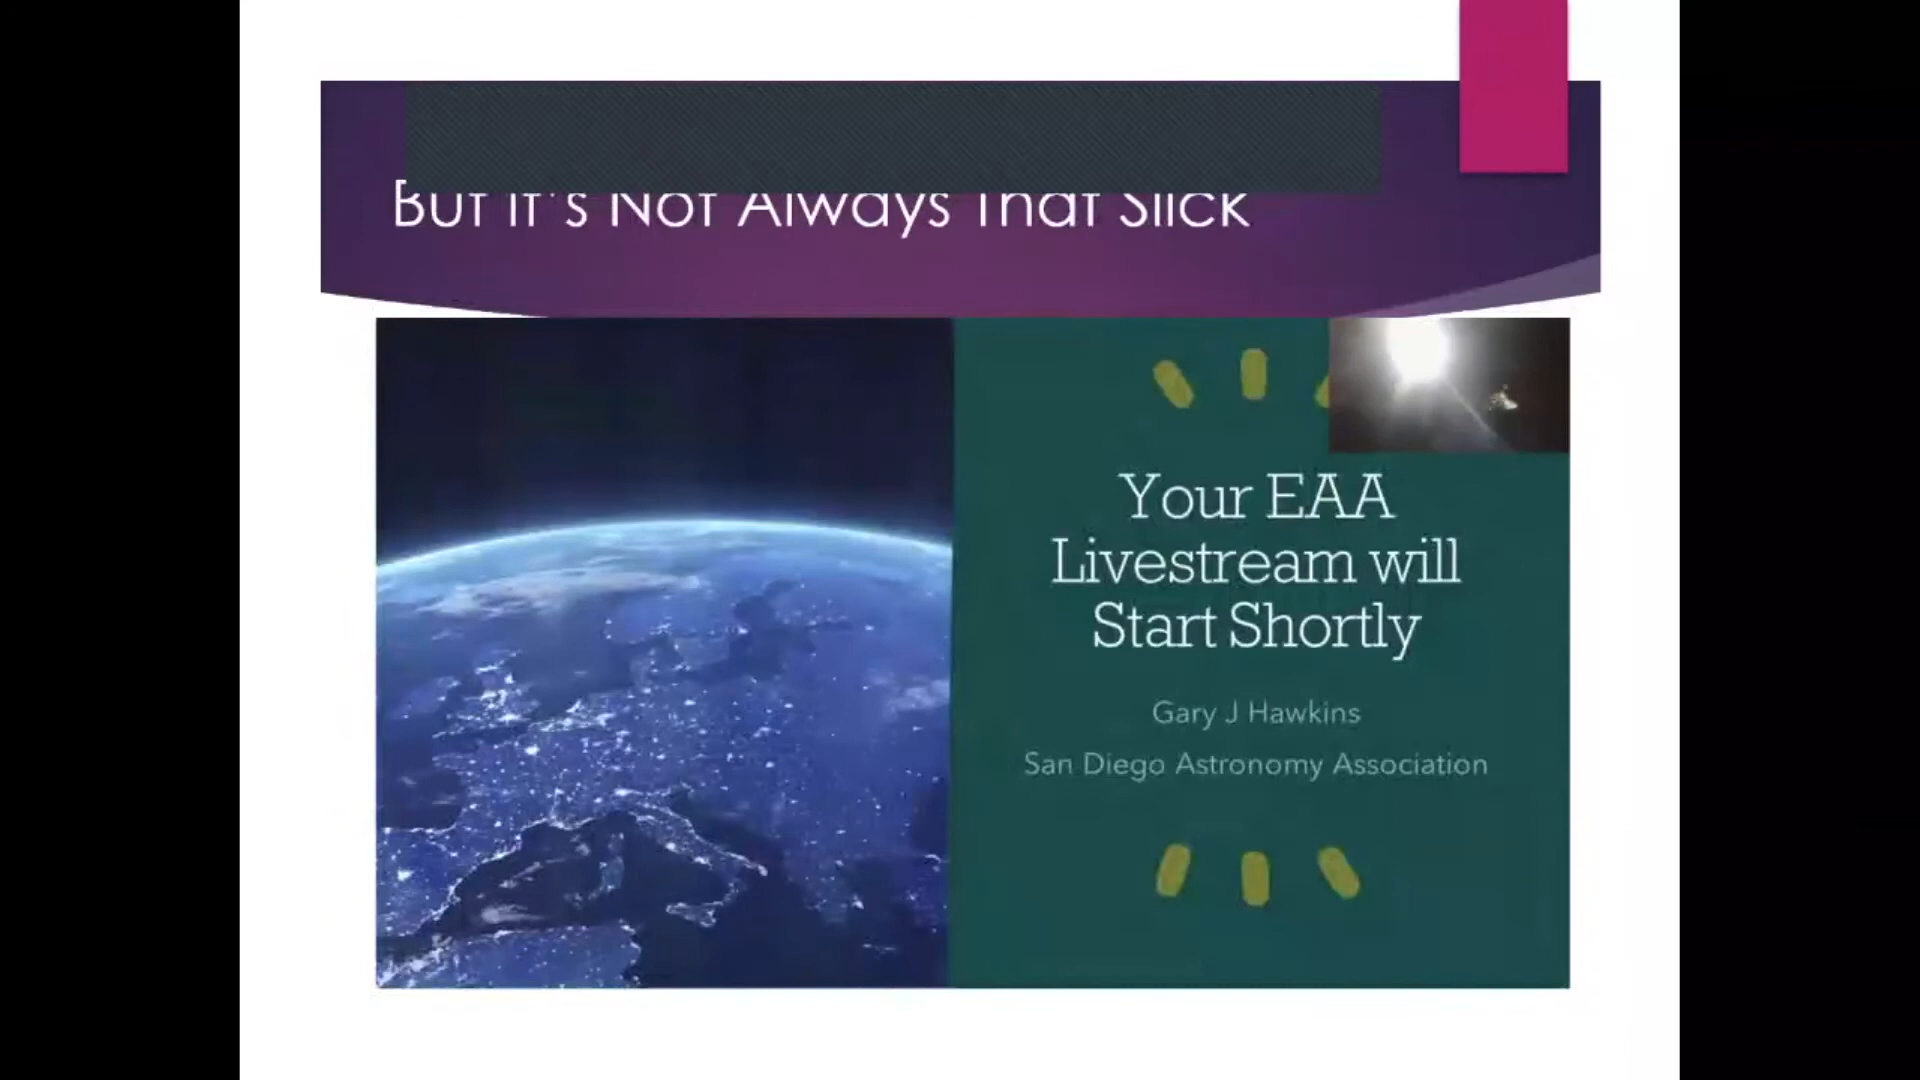 But It's Not Always That Slick
Your EAA
Livestream will
Start Shortly
Gary J Hawkins
San Diego Astronomy Association